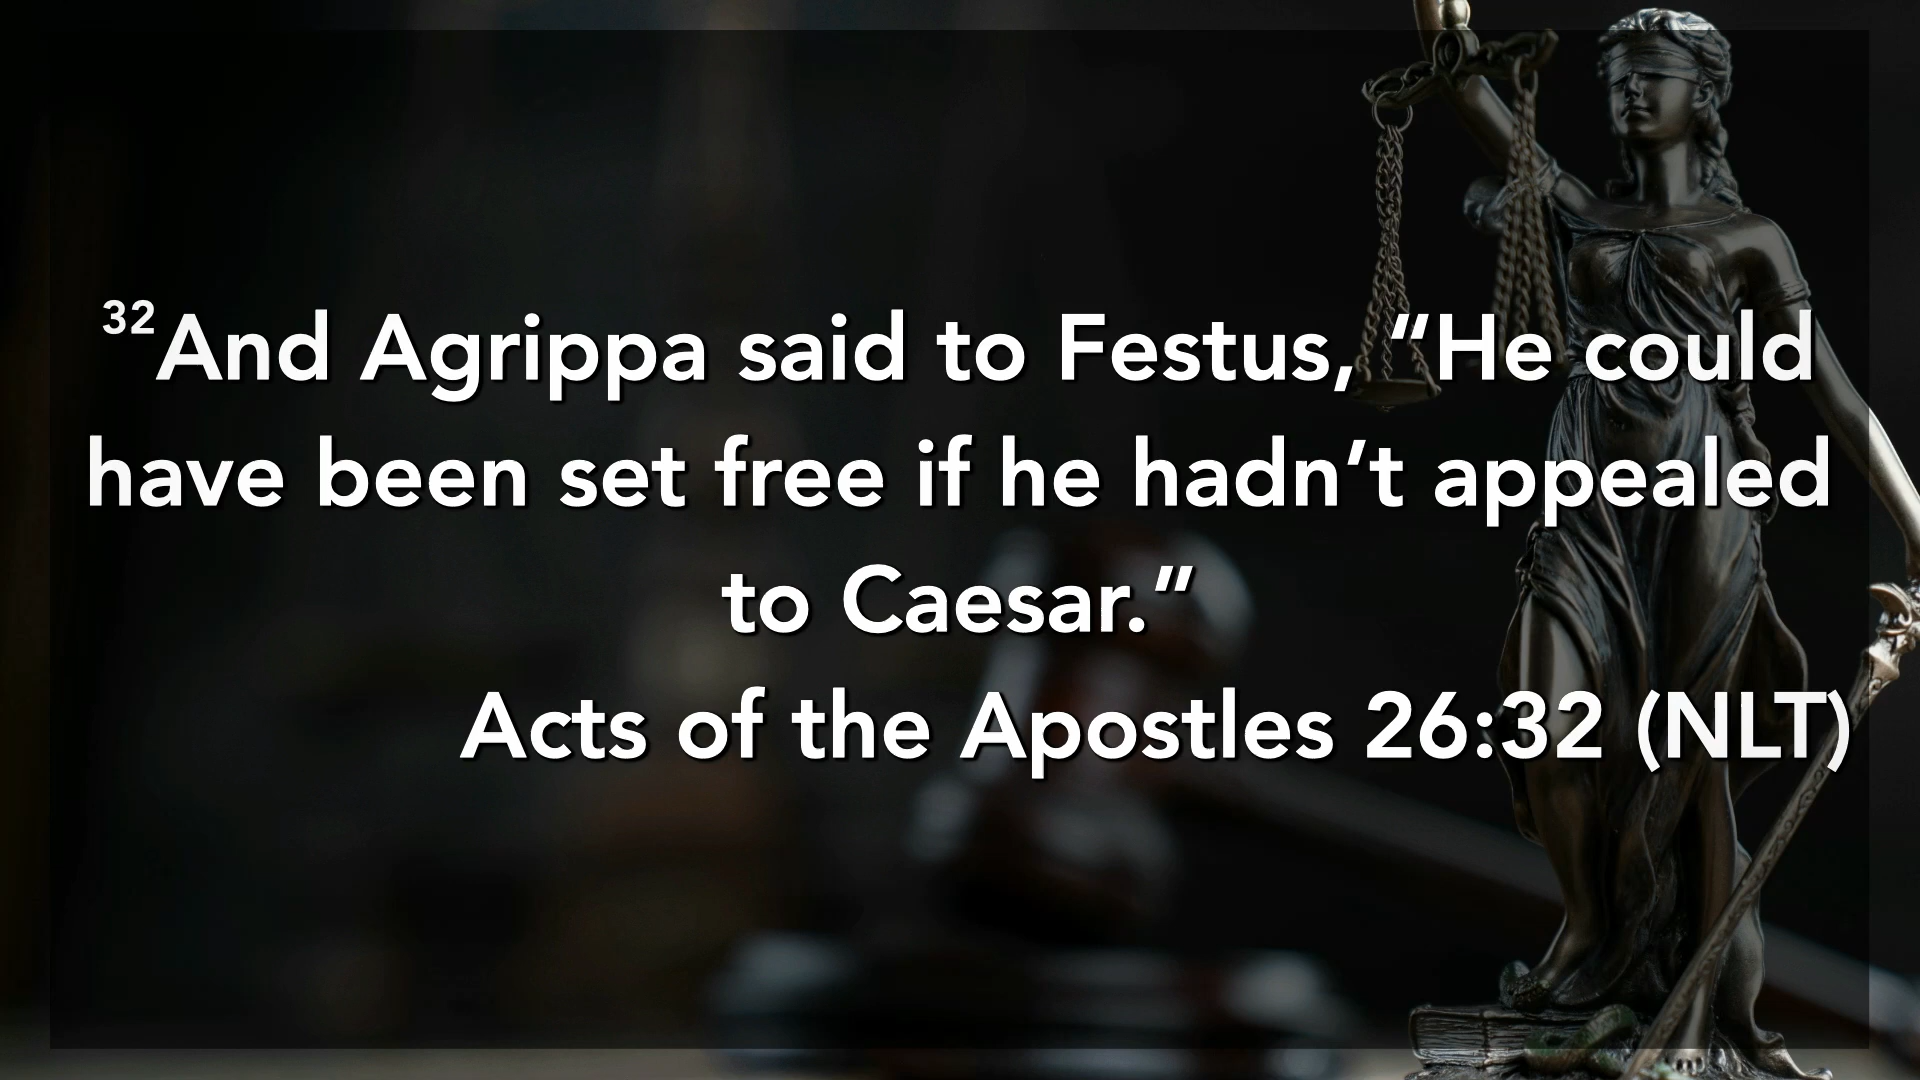 32And Agrippa said to Festus, “He could
have been set free if he hadn’t appealed
to Caesar.”
Acts of the Apostles 26:32 (NLT)